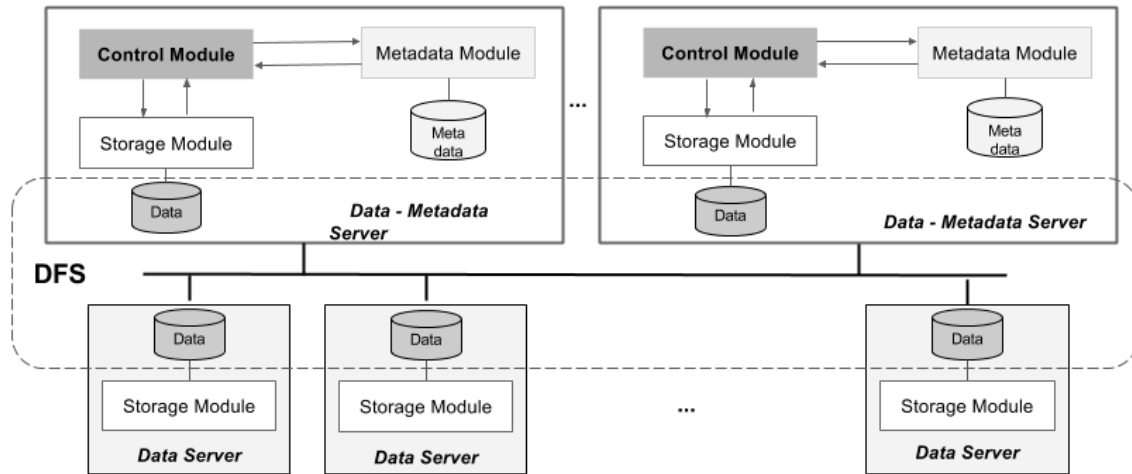 Control Module
Metadata Module
Storage Module
Meta
data
Data
Data - Metadata
Server
...
Control Module
Metadata Module
Storage Module
Meta
data
Data
Data - Metadata Server
DFS
Data
Storage Module
Data Server
Data
Storage Module
Data Server
...
Data
Storage Module
Data Server